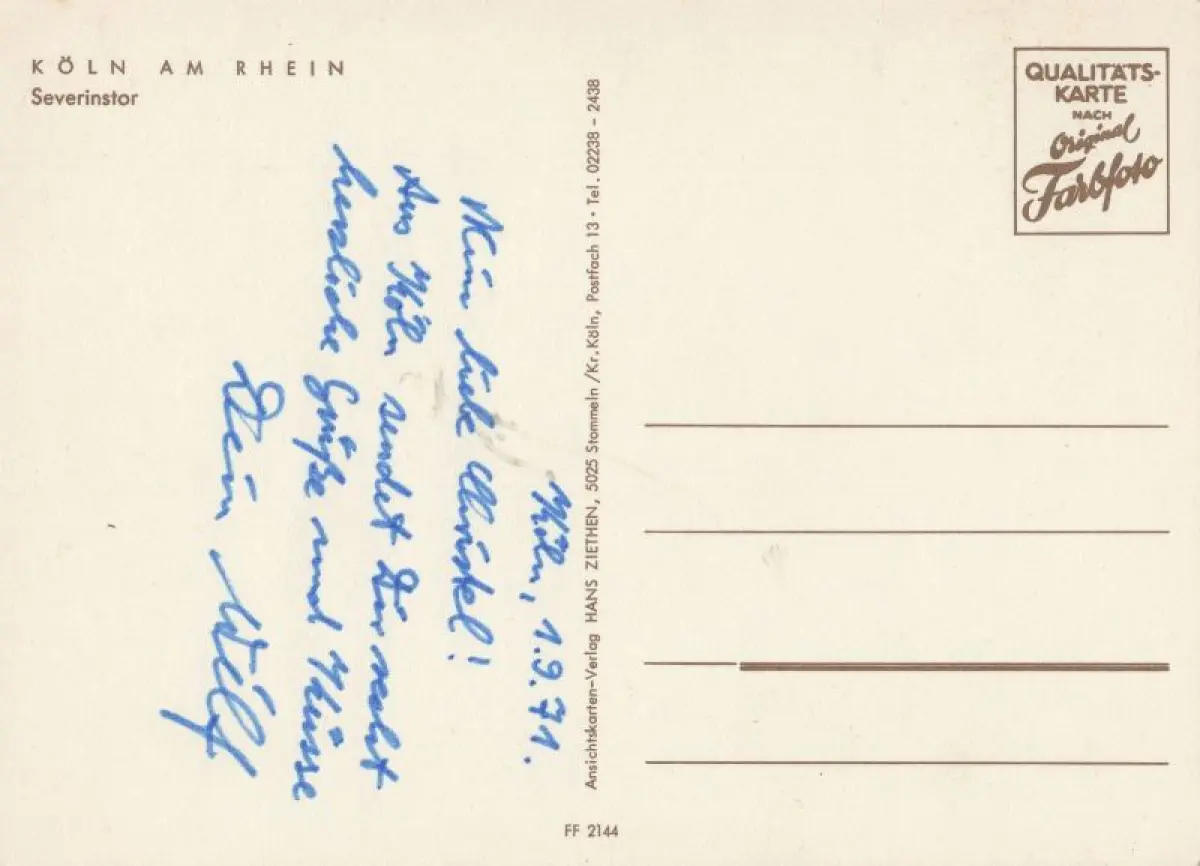 KÖLN AM RHEIN
Severinstor
Köln, 1.9.71.
Mein liebe Christel!
Aus Köln sendet Dir recht
herzliche Grüße und Küsse
Dein Wilf
Ansichtskarten-Verlag HANS ZIETHEN, 5025 Stommeln/Kr. Köln, Postfach 13 · Tel. 02238 – 2438
QUALITÄTS-
KARTE
NACH
Original
Farbfoto
FF 2144